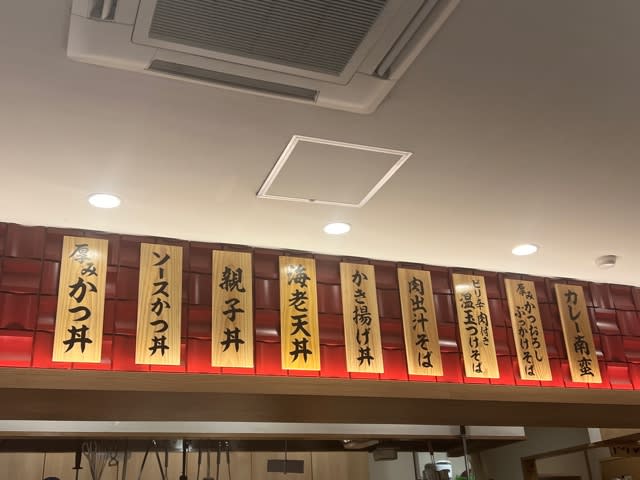 厚みかつ丼
ソースかつ丼
親子丼
海老天丼
かき揚げ丼
肉出汁そば
ピリ辛肉付き
温玉つけそば
厚みかつおろし
ぶっかけそば
カレー南蛮